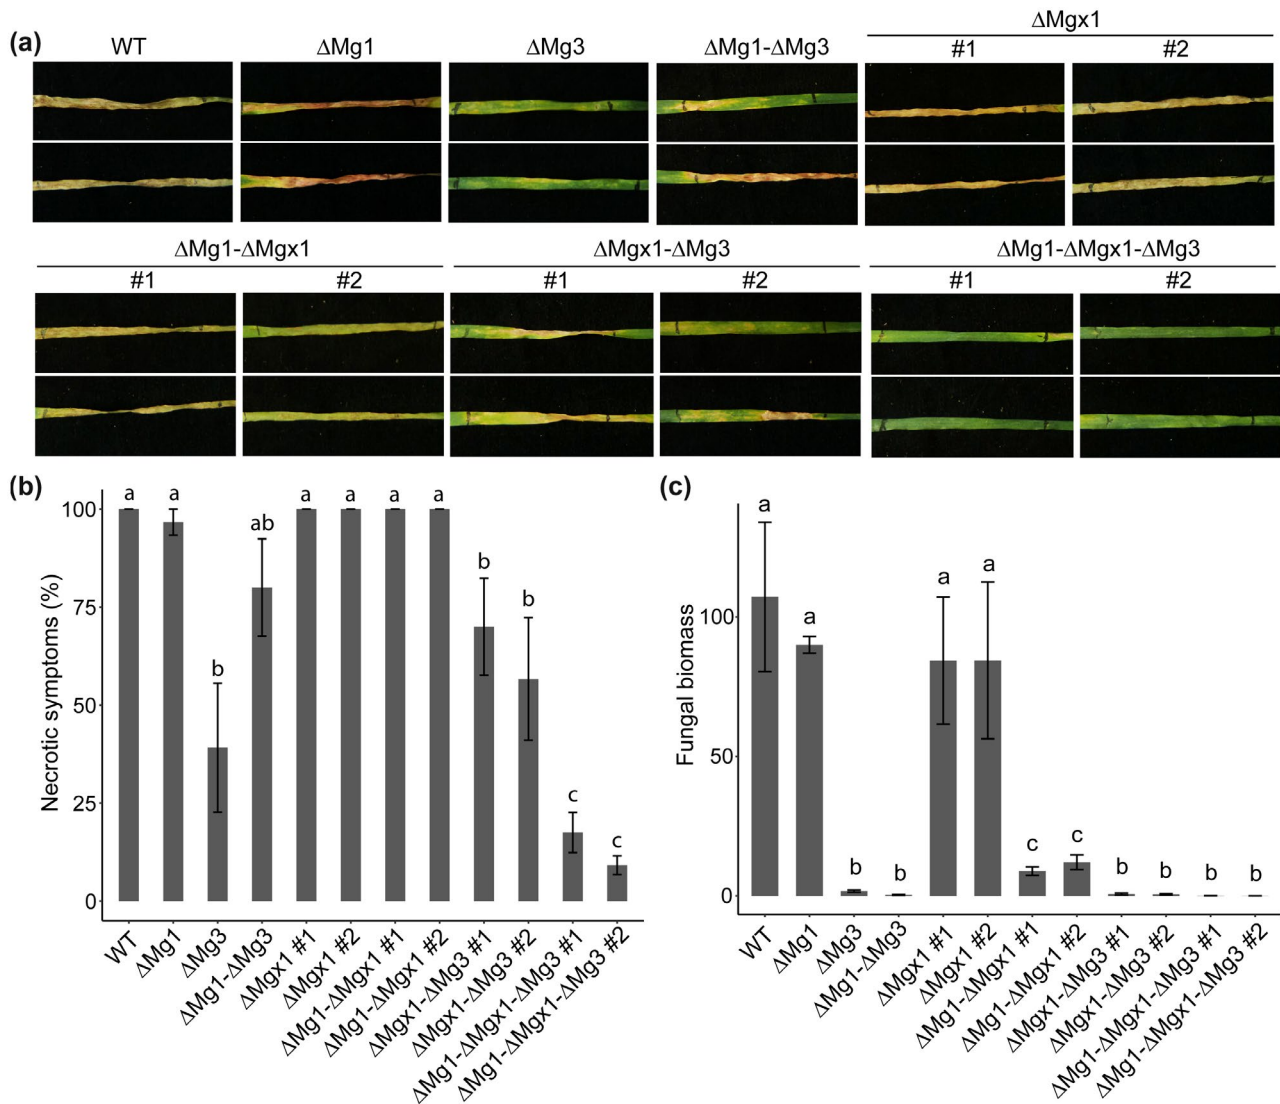 (a)
WT
ΔMg1
ΔMg3
ΔMg1-ΔMg3
ΔMgx1
#1
#2
ΔMg1-ΔMgx1
ΔMgx1-ΔMg3
ΔMg1-ΔMgx1-ΔMg3
#1
#2
#1
#2
#1
#2
(b)
Necrotic symptoms (%)
100
75
50
25
0
a
a
b
ab
a
a
a
a
b
b
c
c
WT
ΔMg1
ΔMg3
ΔMg1-ΔMg3
ΔMgx1 #1
ΔMgx1 #2
ΔMg1-ΔMgx1 #1
ΔMg1-ΔMgx1 #2
ΔMgx1-ΔMg3 #1
ΔMgx1-ΔMg3 #2
ΔMg1-ΔMgx1-ΔMg3 #1
ΔMg1-ΔMgx1-ΔMg3 #2
(c)
Fungal biomass
100
50
0
a
a
b
b
a
a
c
c
b
b
b
b
WT
ΔMg1
ΔMg3
ΔMg1-ΔMg3
ΔMgx1 #1
ΔMgx1 #2
ΔMg1-ΔMgx1 #1
ΔMg1-ΔMgx1 #2
ΔMgx1-ΔMg3 #1
ΔMgx1-ΔMg3 #2
ΔMg1-ΔMgx1-ΔMg3 #1
ΔMg1-ΔMgx1-ΔMg3 #2